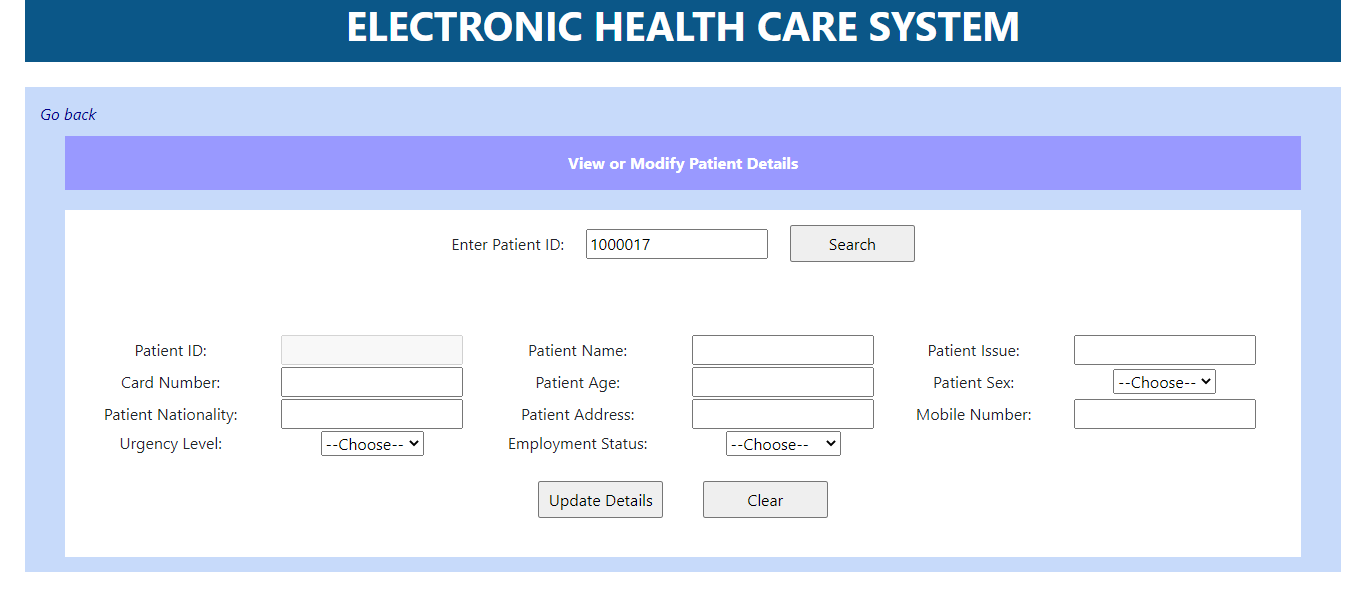 ELECTRONIC HEALTH CARE SYSTEM
Go back
View or Modify Patient Details
Enter Patient ID: 1000017 Search
Patient ID: Patient Name: Patient Issue:
Card Number: Patient Age: Patient Sex: --Choose--
Patient Nationality: Patient Address: Mobile Number:
Urgency Level: --Choose-- Employment Status: --Choose--
Update Details Clear